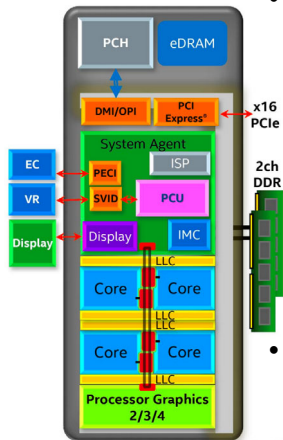 PCH
eDRAM
DMI/OPI
PCI
Express®
x16
PCIe
System Agent
ISP
EC
PECI
VR
SVID
PCU
2ch
DDR
Display
Display
IMC
LLC
Core
Core
LLC
LLC
Core
Core
LLC
Processor Graphics
2/3/4